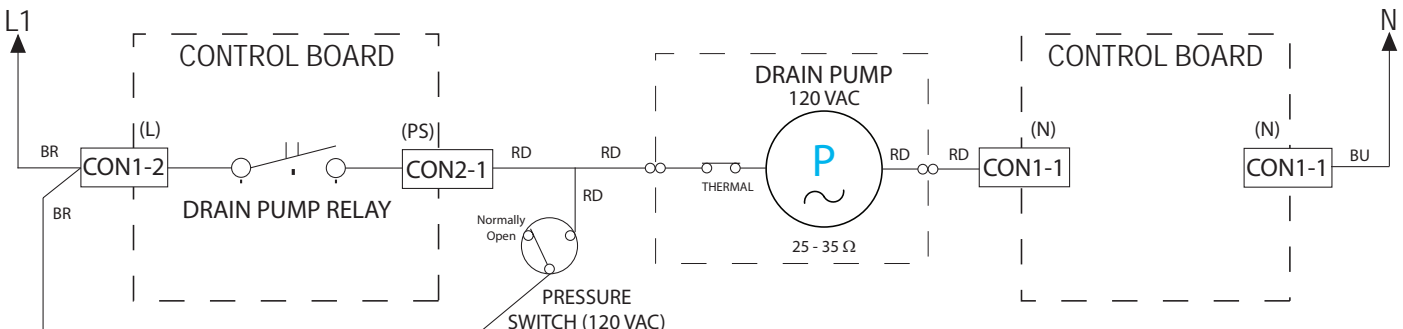 L1
N
CONTROL BOARD
DRAIN PUMP
120 VAC
CONTROL BOARD
(L)
(PS)
(N)
(N)
BR
CON1-2
CON2-1
RD
RD
THERMAL
P
RD
RD
CON1-1
CON1-1
BU
BR
DRAIN PUMP RELAY
RD
Normally
Open
25 - 35 Ω
PRESSURE
SWITCH (120 VAC)